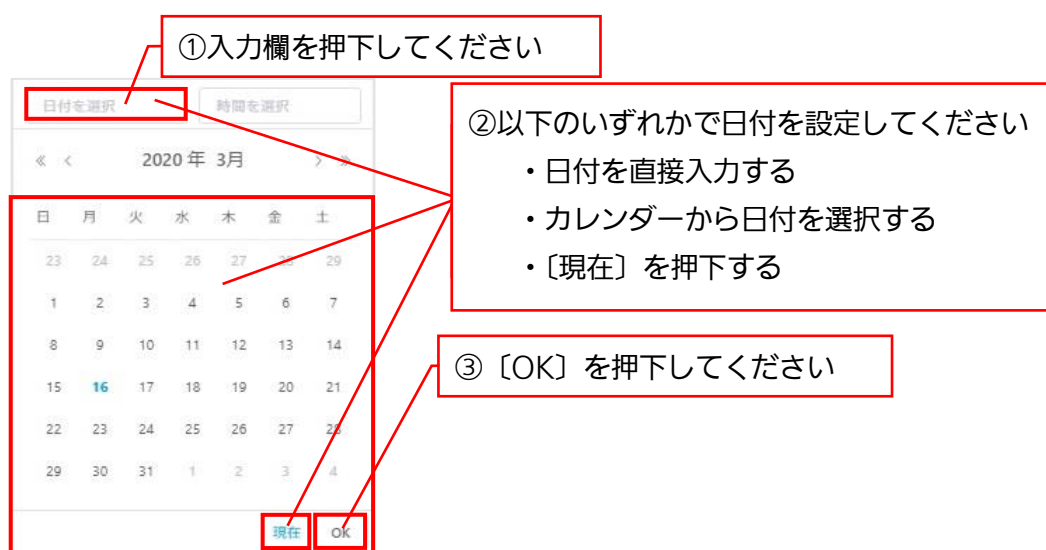 ①入力欄を押下してください
日付を選択 時間を選択
②以下のいずれかで日付を設定してください
・日付を直接入力する
・カレンダーから日付を選択する
・〔現在〕を押下する
« < 2020 年 3月 > »
日 月 火 水 木 金 土
23 24 25 26 27 28 29
1 2 3 4 5 6 7
8 9 10 11 12 13 14
③〔OK〕を押下してください
15 16 17 18 19 20 21
22 23 24 25 26 27 28
29 30 31 1 2 3 4
現在 OK